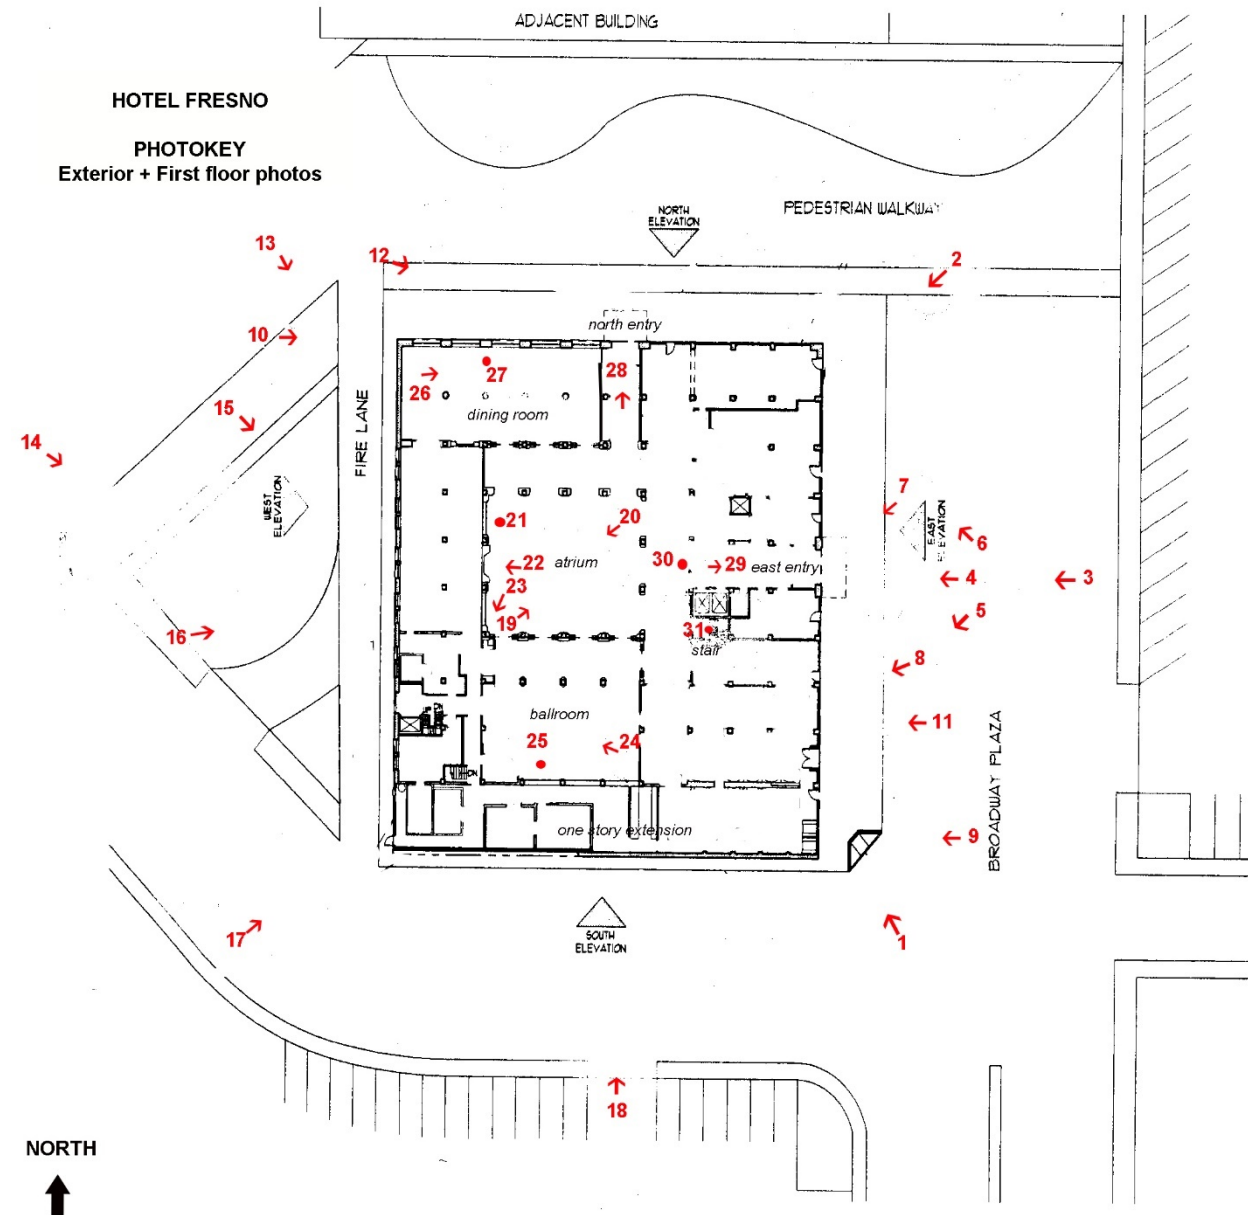 ADJACENT BUILDING
HOTEL FRESNO
PHOTOKEY
Exterior + First floor photos
PEDESTRIAN WALKWAY
NORTH
ELEVATION
13
12
2
10
north entry
28
27
26
dining room
15
14
FIRE LANE
WEST
ELEVATION
7
21
20
EAST
ELEVATION
6
22
atrium
30
29
east entry
4
3
23
19
5
16
31
stair
8
1
ballroom
11
25
24
DN
BROADWAY PLAZA
one story extension
9
17
SOUTH
ELEVATION
1
18
NORTH